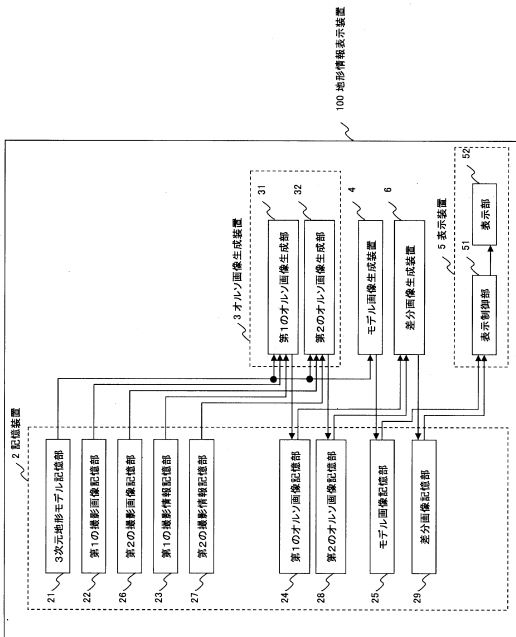 100 地形情報表示装置
2 記憶装置
21
3次元地形モデル記憶部
22
第1の撮影画像記憶部
26
第2の撮影画像記憶部
23
第1の撮影情報記憶部
27
第2の撮影情報記憶部
24
第1のオルソ画像記憶部
28
第2のオルソ画像記憶部
25
モデル画像記憶部
29
差分画像記憶部
3 オルソ画像生成装置
31
第1のオルソ画像生成部
32
第2のオルソ画像生成部
4
モデル画像生成装置
6
差分画像生成装置
5 表示装置
51
表示制御部
52
表示部